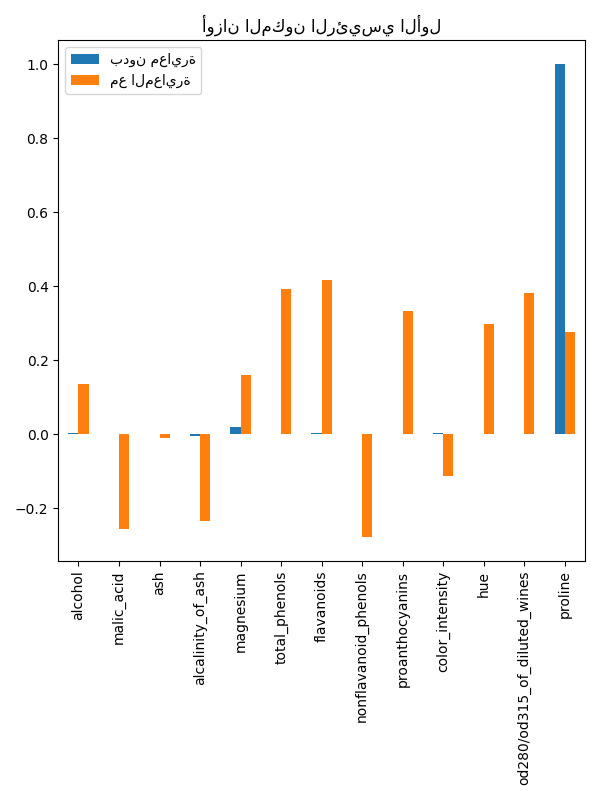 أوزان المكون الرئيسي الأول
بدون معايرة
مع المعايرة
1.0
0.8
0.6
0.4
0.2
0.0
−0.2
alcohol
malic_acid
ash
alcalinity_of_ash
magnesium
total_phenols
flavanoids
nonflavanoid_phenols
proanthocyanins
color_intensity
hue
od280/od315_of_diluted_wines
proline